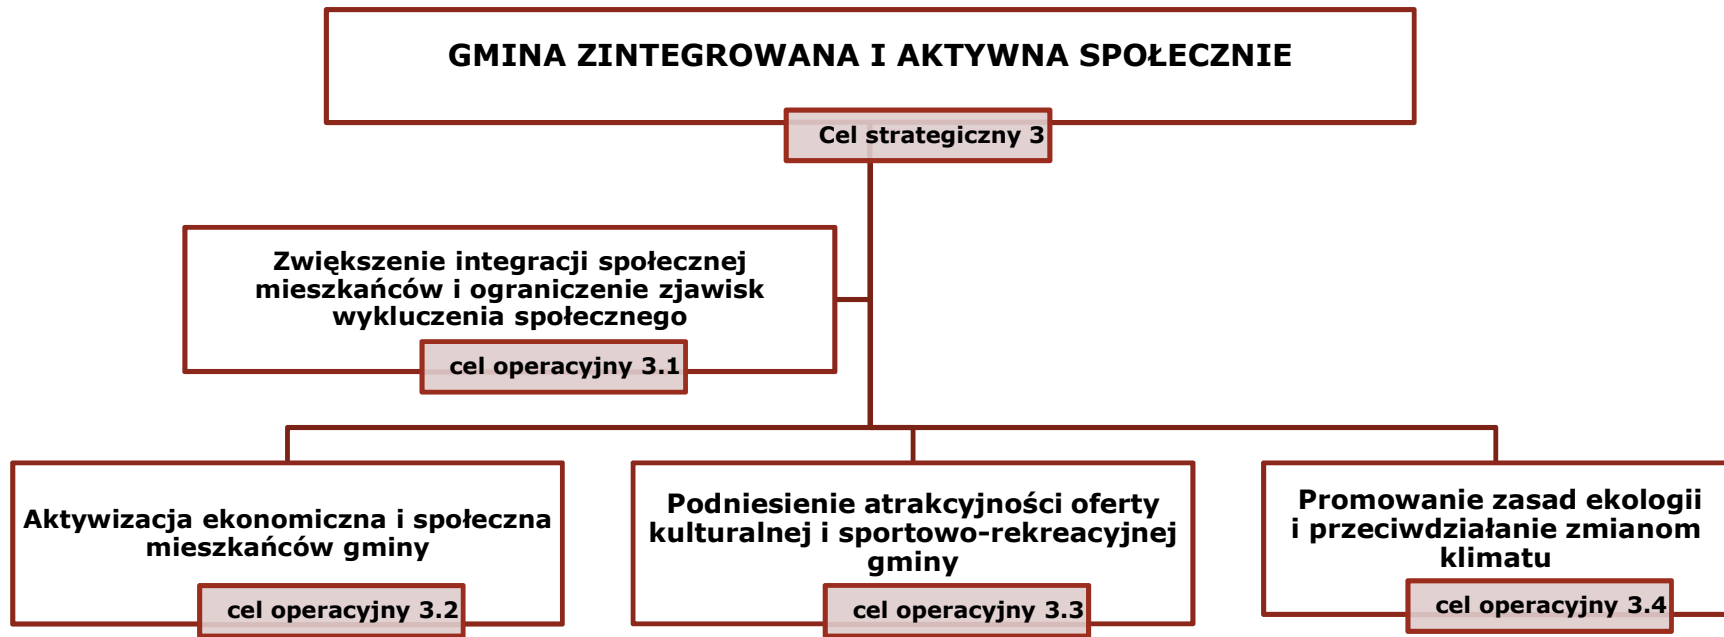 GMINA ZINTEGROWANA I AKTYWNA SPOŁECZNIE
Cel strategiczny 3
Zwiększenie integracji społecznej
mieszkańców i ograniczenie zjawisk
wykluczenia społecznego
cel operacyjny 3.1
Aktywizacja ekonomiczna i społeczna
mieszkańców gminy
cel operacyjny 3.2
Podniesienie atrakcyjności oferty
kulturalnej i sportowo-rekreacyjnej
gminy
cel operacyjny 3.3
Promowanie zasad ekologii
i przeciwdziałanie zmianom
klimatu
cel operacyjny 3.4